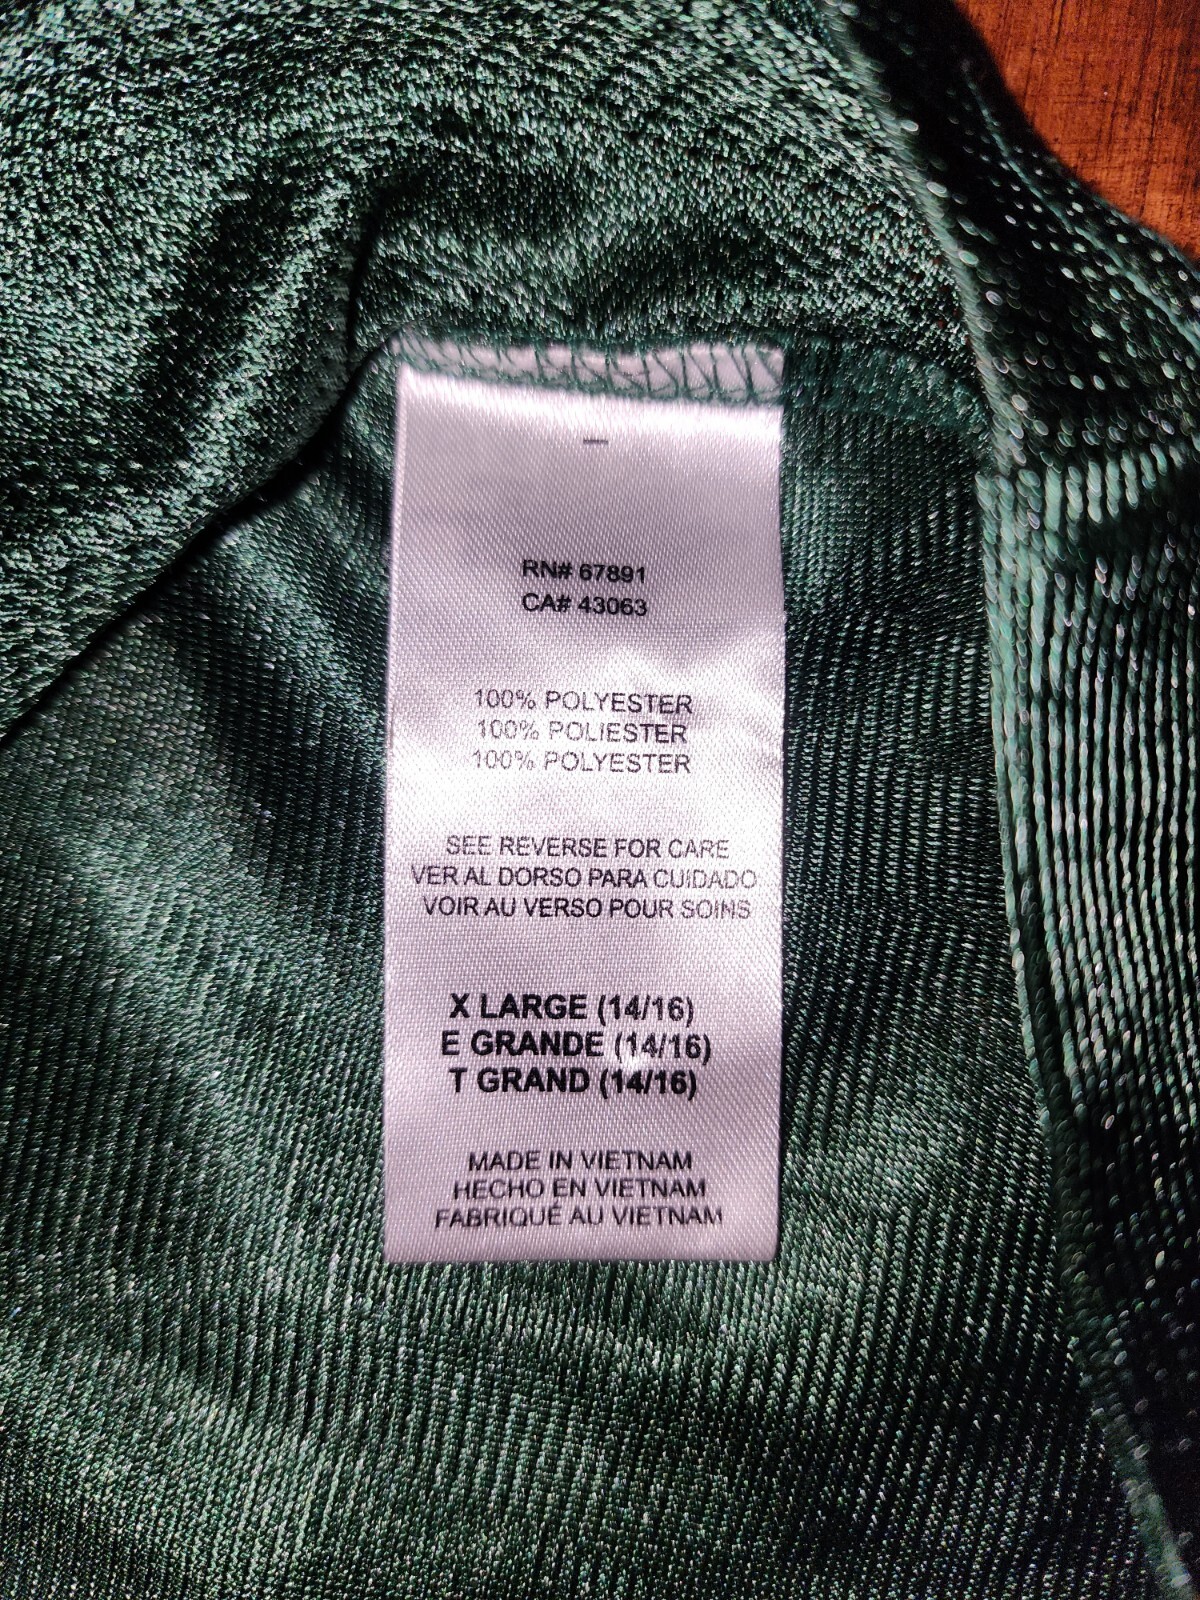 RN# 67891
CA# 43063
100% POLYESTER
100% POLIESTER
100% POLYESTER
SEE REVERSE FOR CARE
VER AL DORSO PARA CUIDADO
VOIR AU VERSO POUR SOINS
X LARGE (14/16)
E GRANDE (14/16)
T GRAND (14/16)
MADE IN VIETNAM
HECHO EN VIETNAM
FABRIQUÉ AU VIETNAM